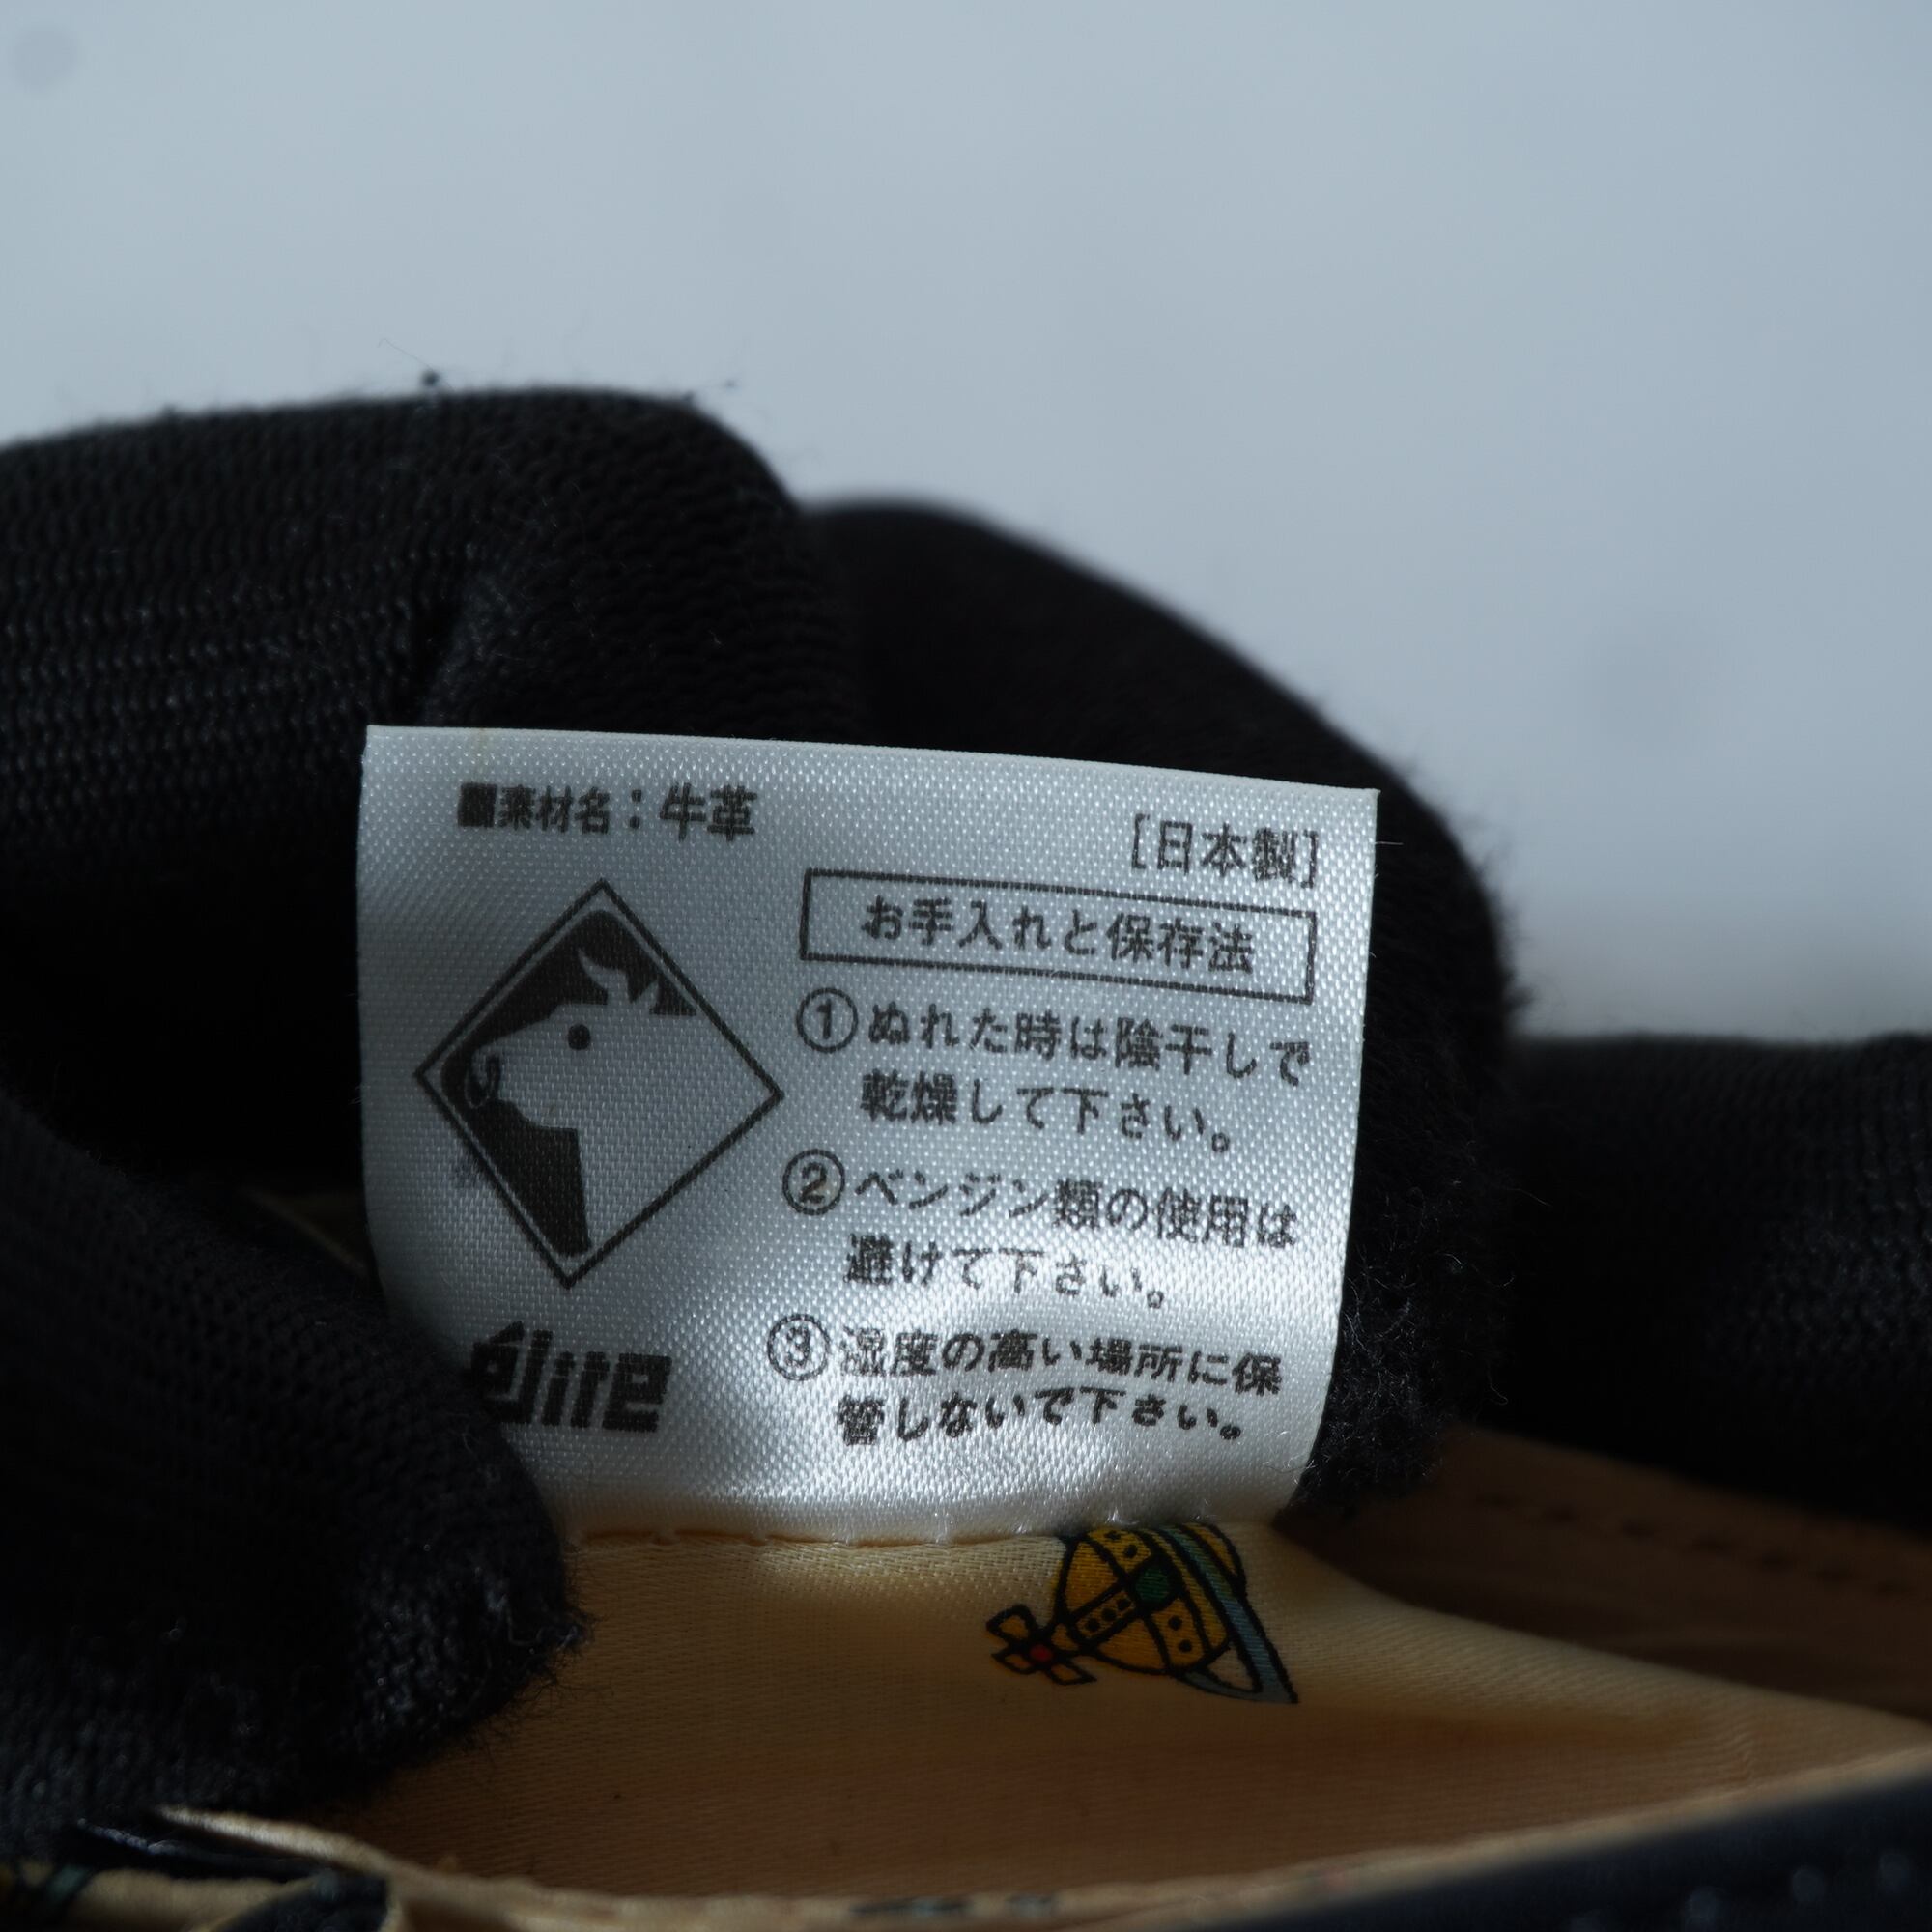 ■素材名：牛革
[日本製]
お手入れと保存法
①ぬれた時は陰干しで
乾燥して下さい。
②ベンジン類の使用は
避けて下さい。
③湿度の高い場所に保
管しないで下さい。
élite